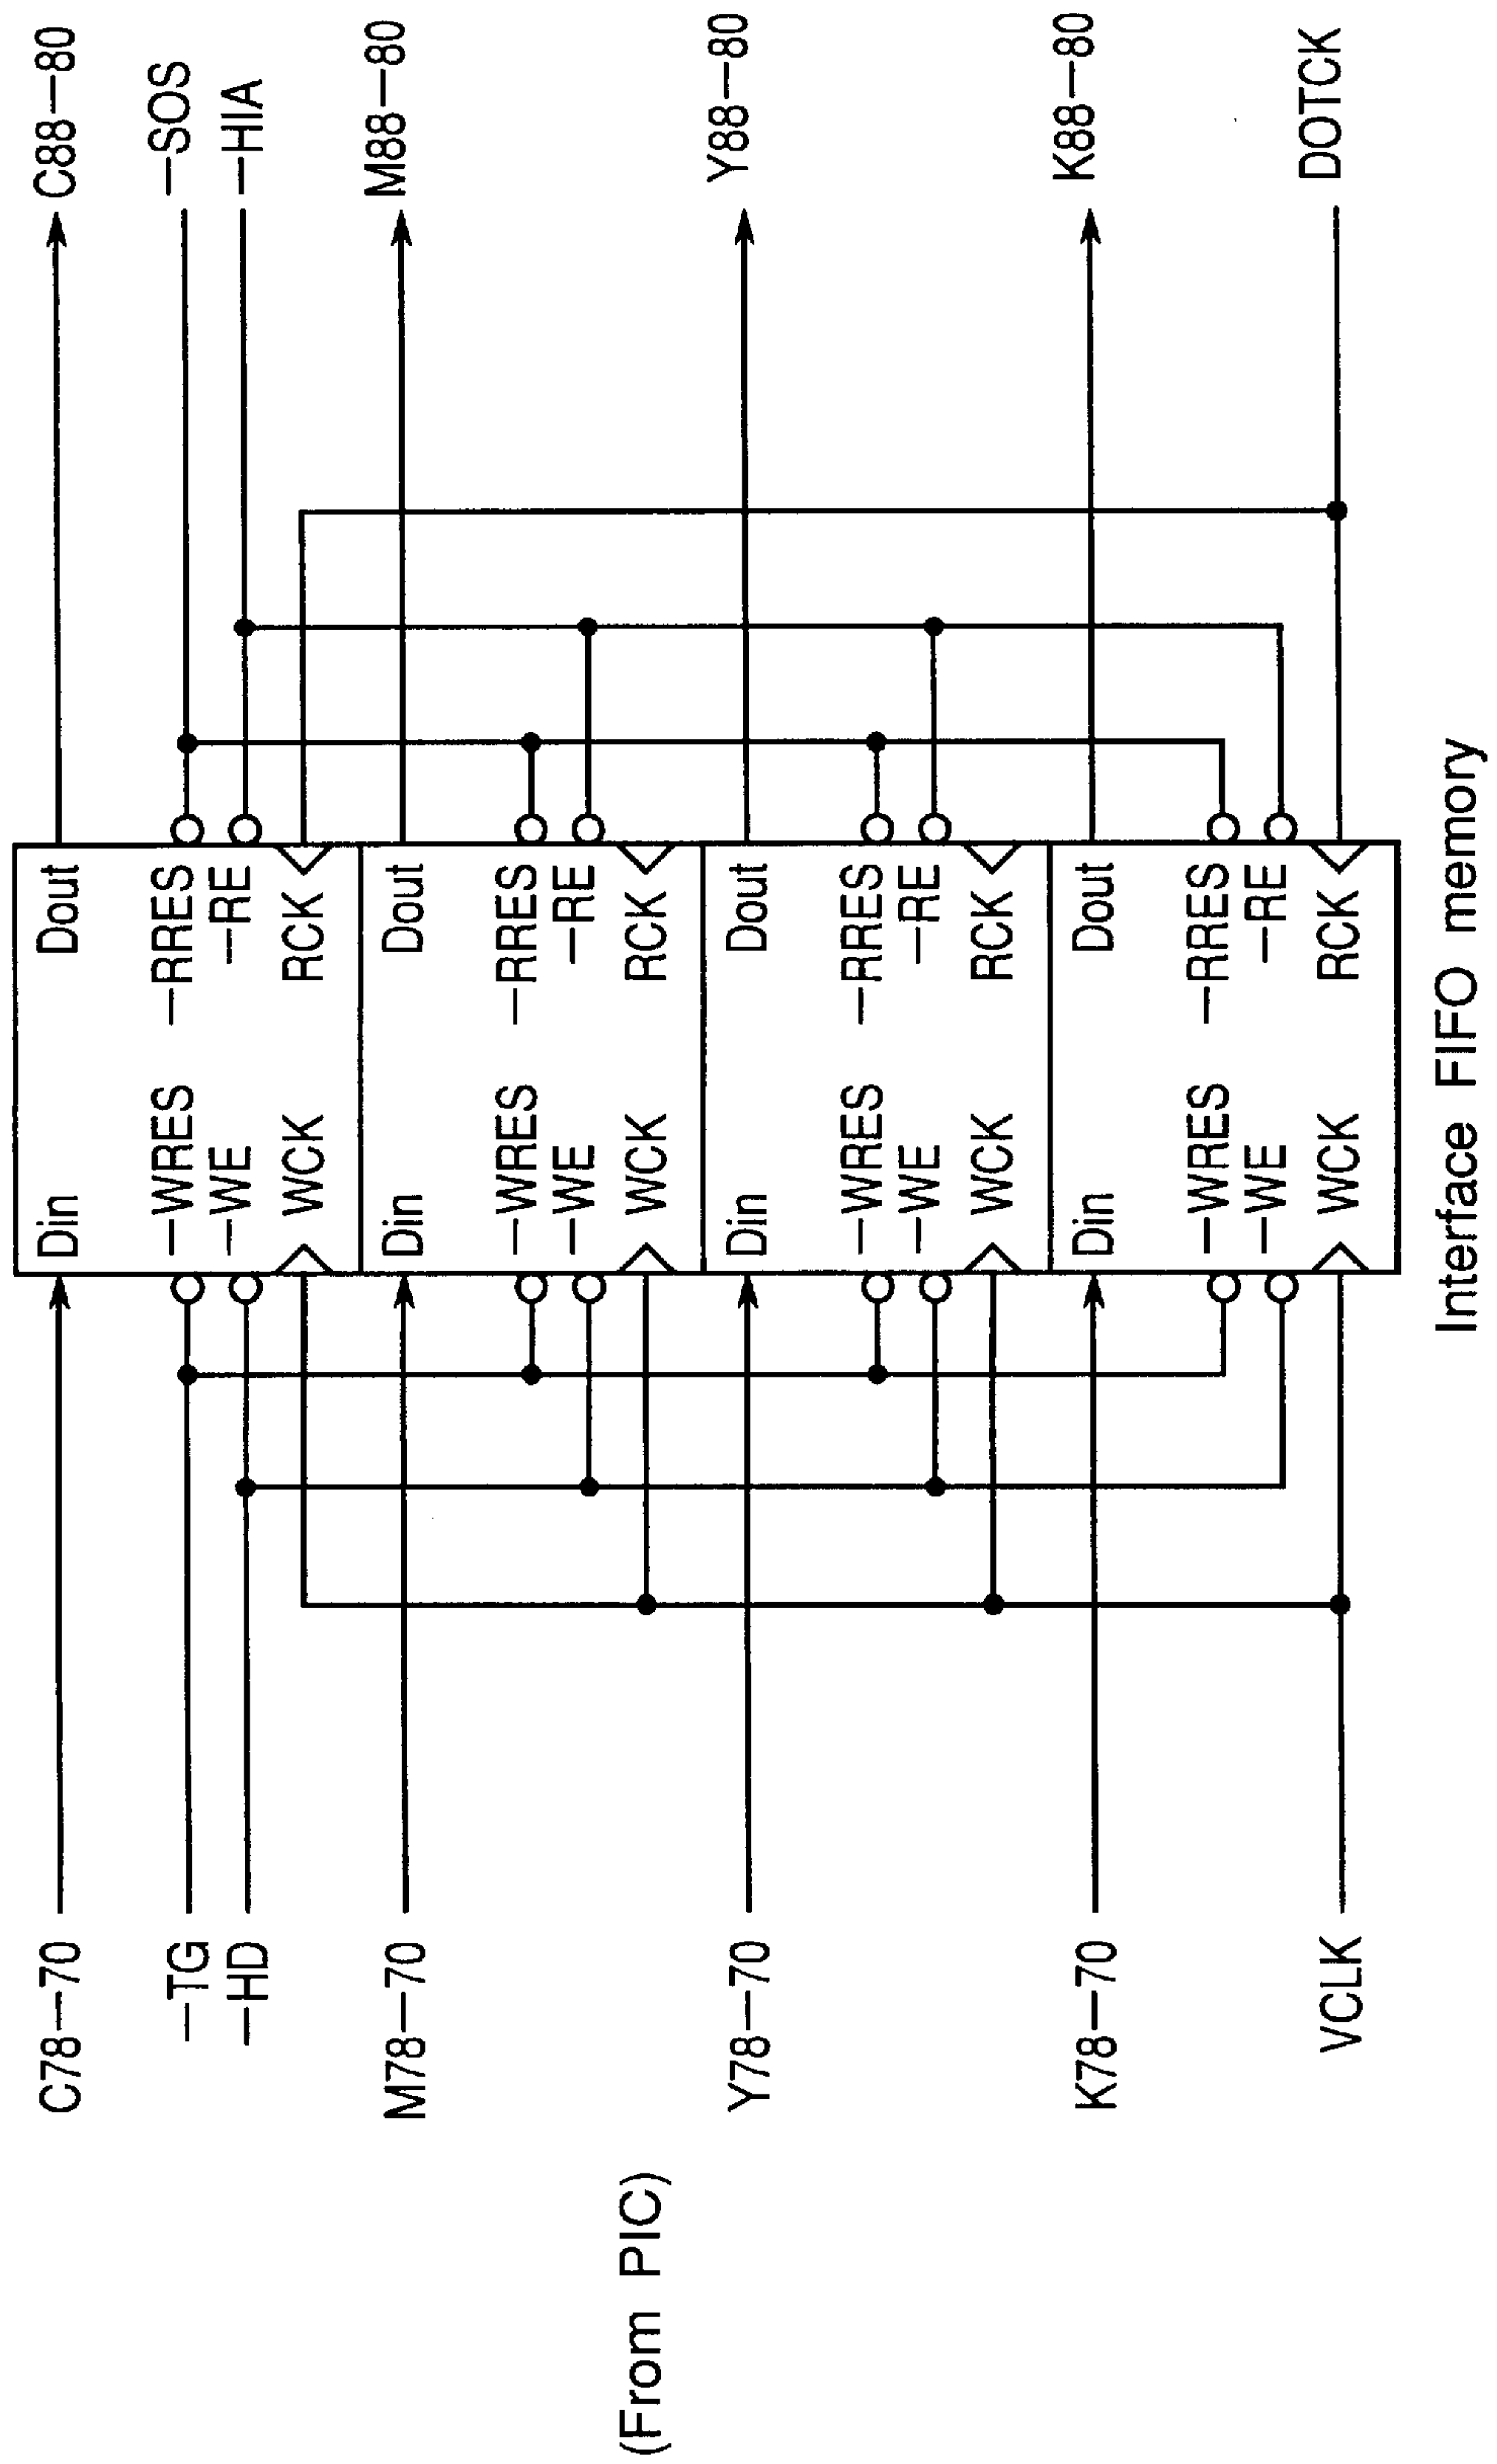 C78—70
Din
Dout
C88—80
—TG
—WRES
—RRES
—SOS
—HD
—WE
—RE
—HIA
WCK
RCK
M78—70
Din
Dout
M88—80
—WRES
—RRES
—WE
—RE
WCK
RCK
(From PIC)
Y78—70
Din
Dout
Y88—80
—WRES
—RRES
—WE
—RE
WCK
RCK
K78—70
Din
Dout
K88—80
—WRES
—RRES
—WE
—RE
VCLK
WCK
RCK
DOTCK
Interface FIFO memory